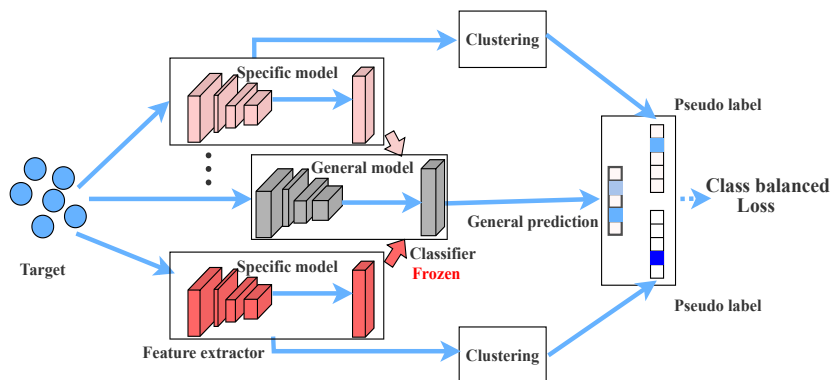 Clustering
Specific model
Pseudo label
General model
Class balanced
Loss
General prediction
Classifier
Frozen
Specific model
Target
Pseudo label
Feature extractor
Clustering